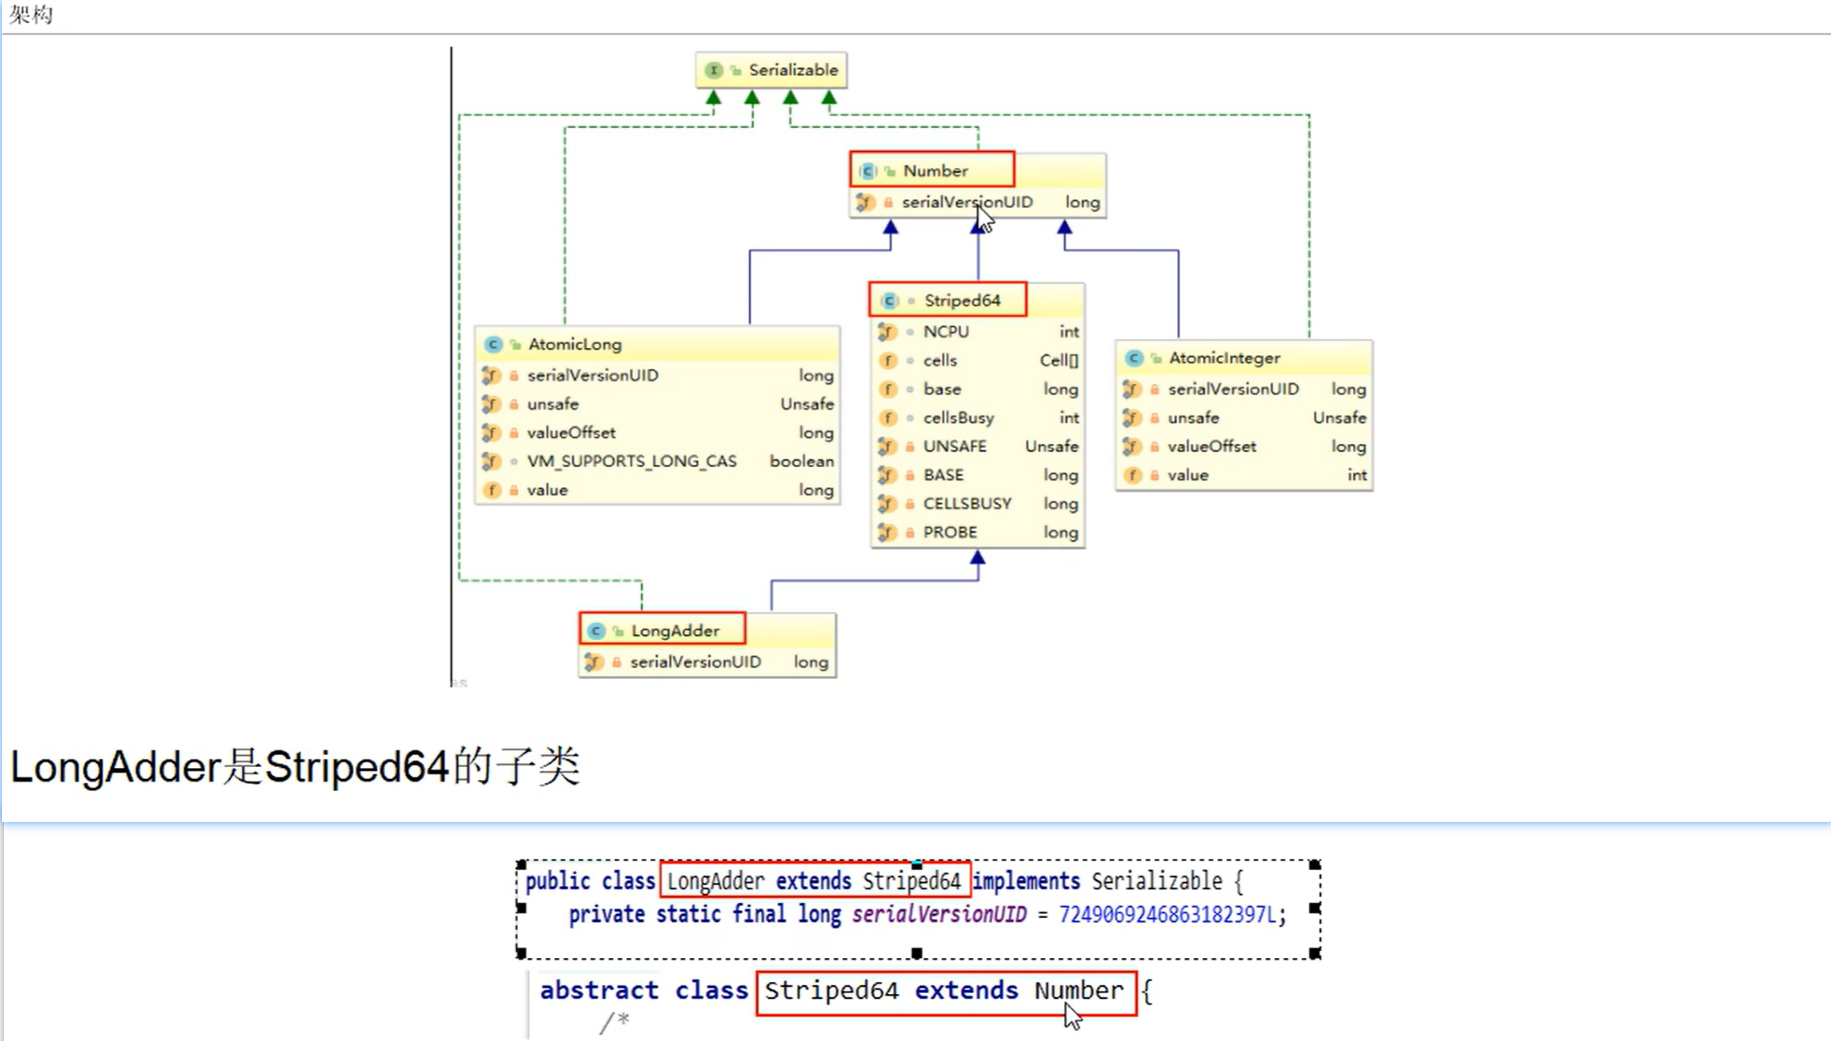 架构
Serializable
Number
serialVersionUID long
Striped64
NCPU int
cells Cell[]
base long
cellsBusy int
UNSAFE Unsafe
BASE long
CELLSBUSY long
PROBE long
AtomicLong
serialVersionUID long
unsafe Unsafe
valueOffset long
VM_SUPPORTS_LONG_CAS boolean
value long
AtomicInteger
serialVersionUID long
unsafe Unsafe
valueOffset long
value int
LongAdder
serialVersionUID long
LongAdder是Striped64的子类
public class LongAdder extends Striped64 implements Serializable {
private static final long serialVersionUID = 7249069246863182397L;
abstract class Striped64 extends Number {
/*